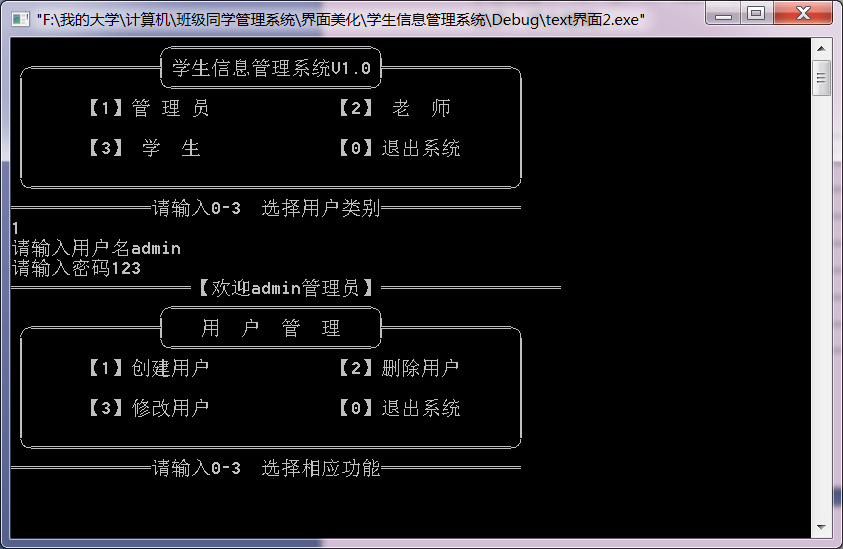 "F:\我的大学\计算机\班级同学管理系统\界面美化\学生信息管理系统\Debug\text界面2.exe"
学生信息管理系统V1.0
【1】管 理 员 【2】 老 师
【3】 学 生 【0】退出系统
请输入0-3 选择用户类别
1
请输入用户名admin
请输入密码123
【欢迎admin管理员】
用 户 管 理
【1】创建用户 【2】删除用户
【3】修改用户 【0】退出系统
请输入0-3 选择相应功能